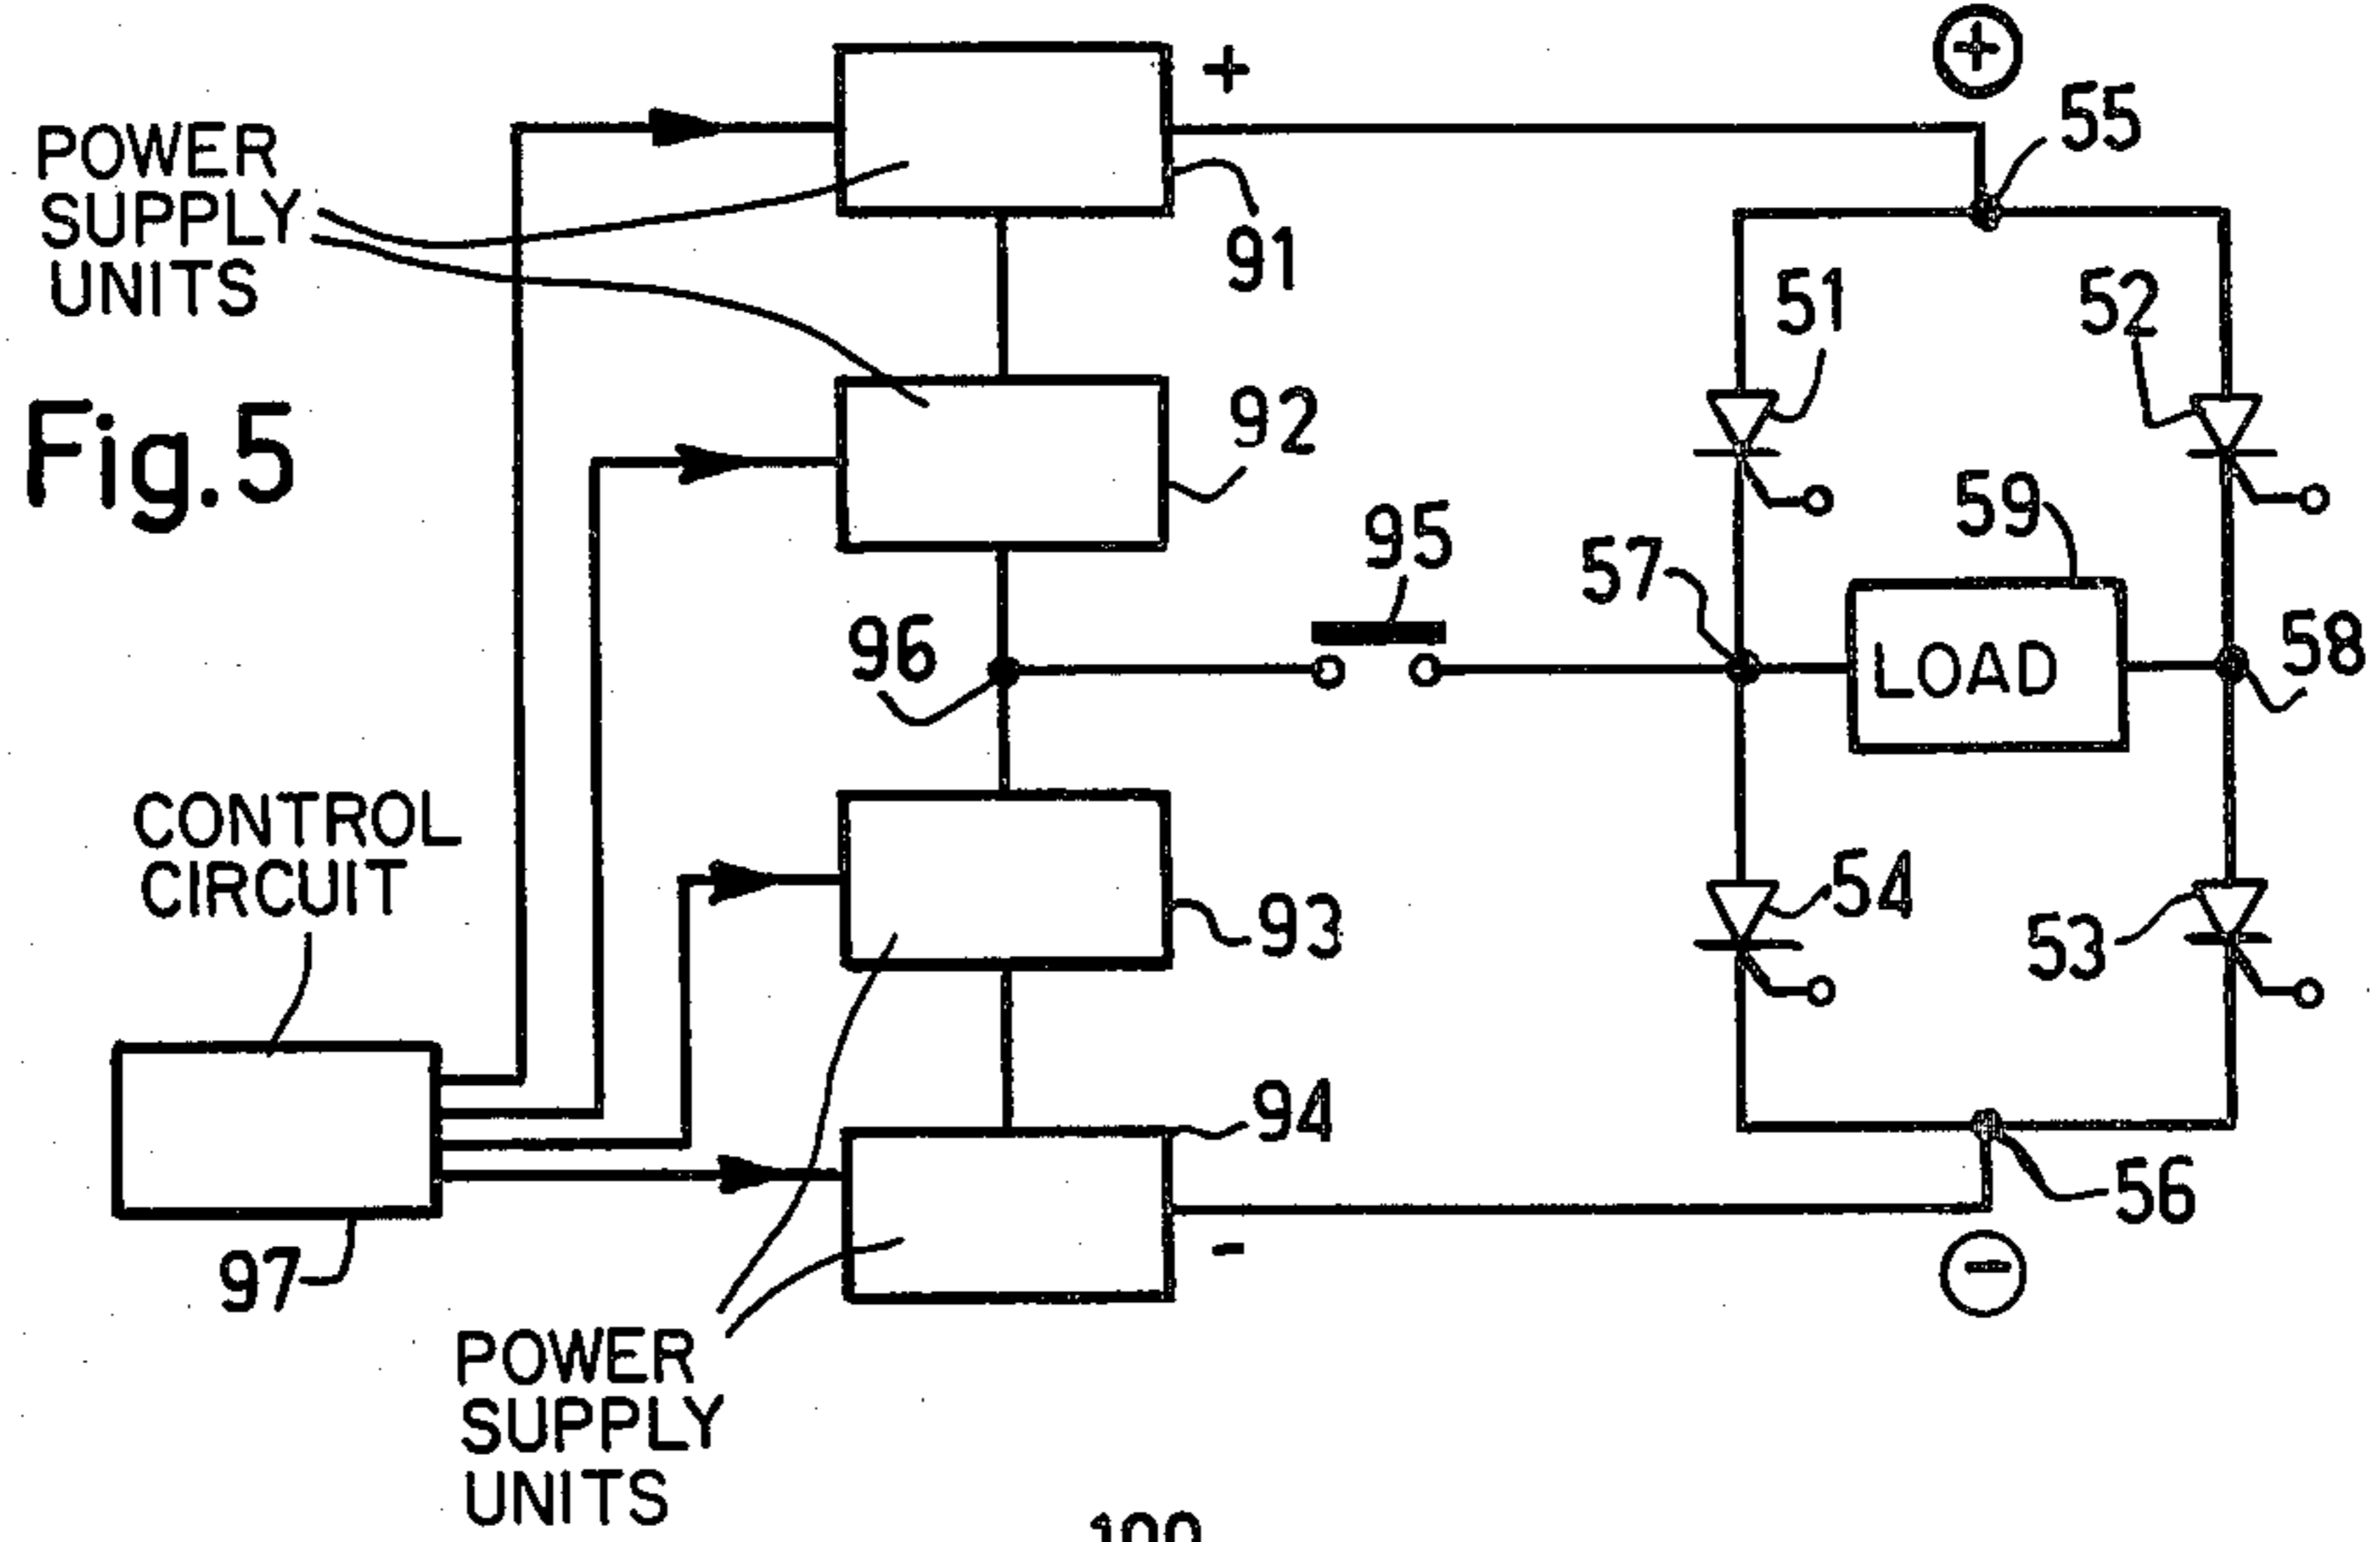 +
+
55
POWER
SUPPLY
UNITS
91
51
52
Fig. 5
92
95
59
57
96
LOAD
58
CONTROL
CIRCUIT
54
93
53
94
56
97
-
-
POWER
SUPPLY
UNITS